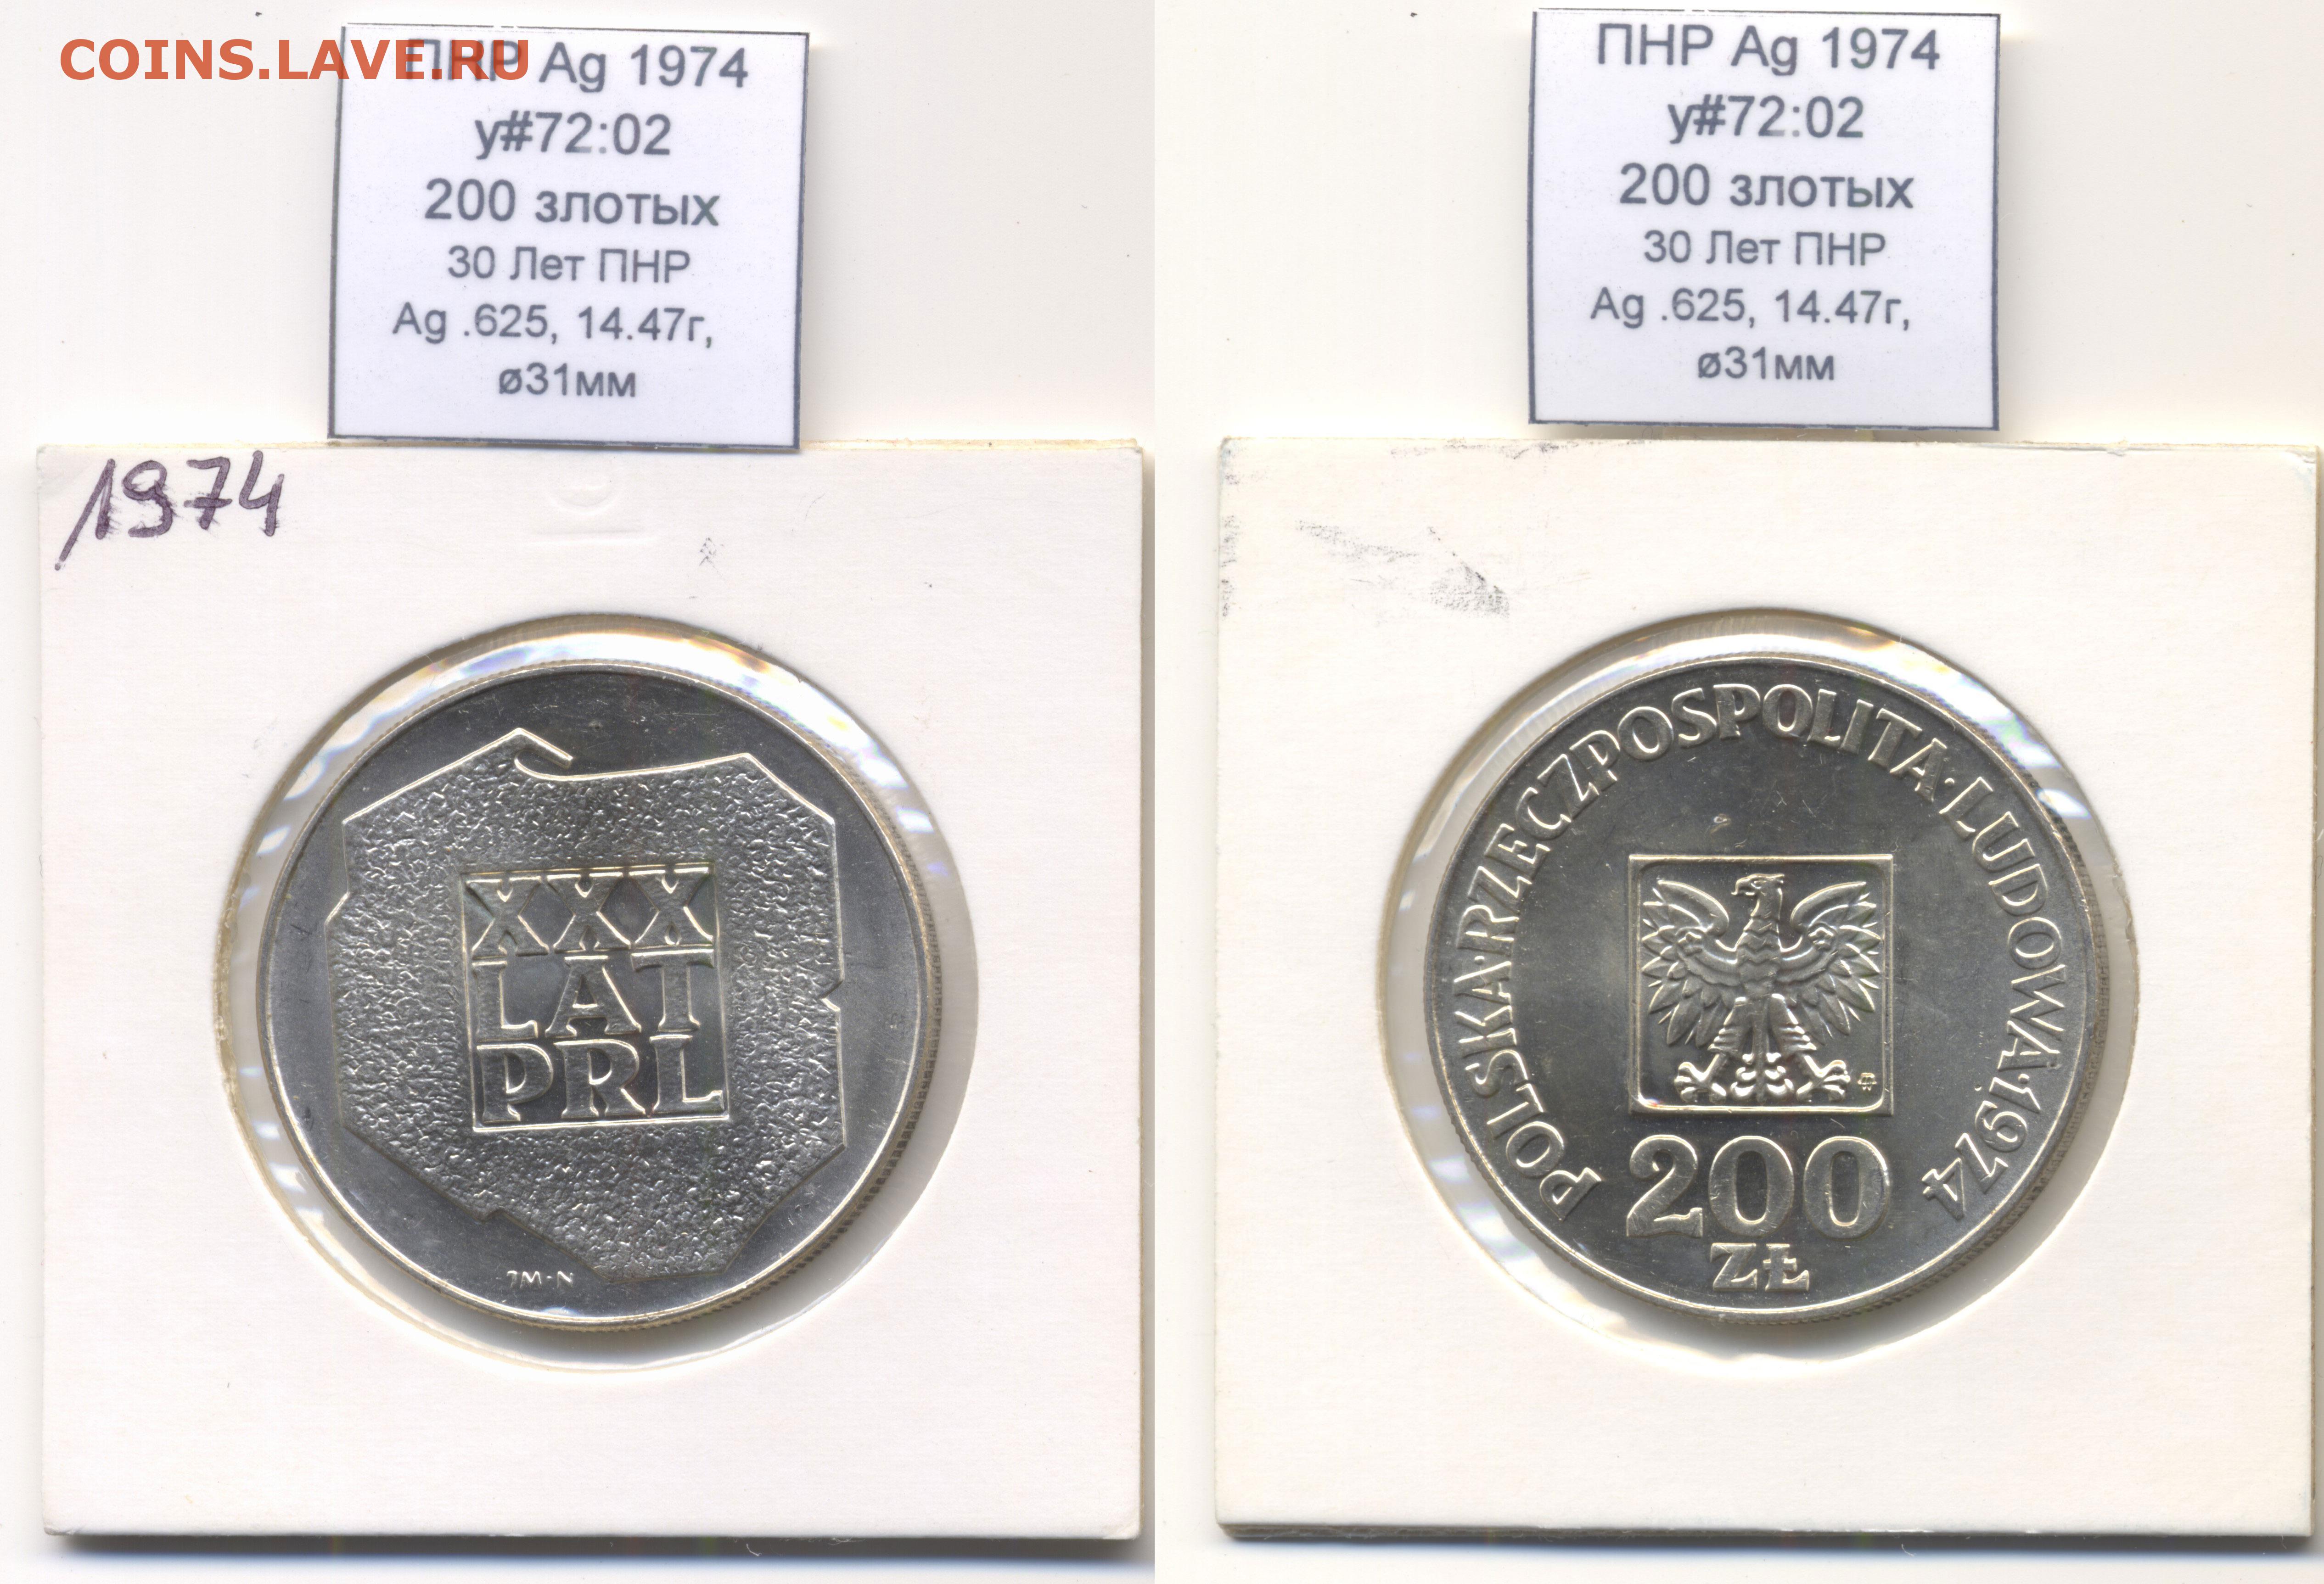 COINS.LAVE.RU
ПНР Ag 1974
y#72:02
200 злотых
30 Лет ПНР
Ag .625, 14.47г,
ø31мм
1974
XXX
LAT
PRL
JM·N
ПНР Ag 1974
y#72:02
200 злотых
30 Лет ПНР
Ag .625, 14.47г,
ø31мм
POLSKA·RZECZPOSPOLITA·LUDOWA·1974
200
ZŁ